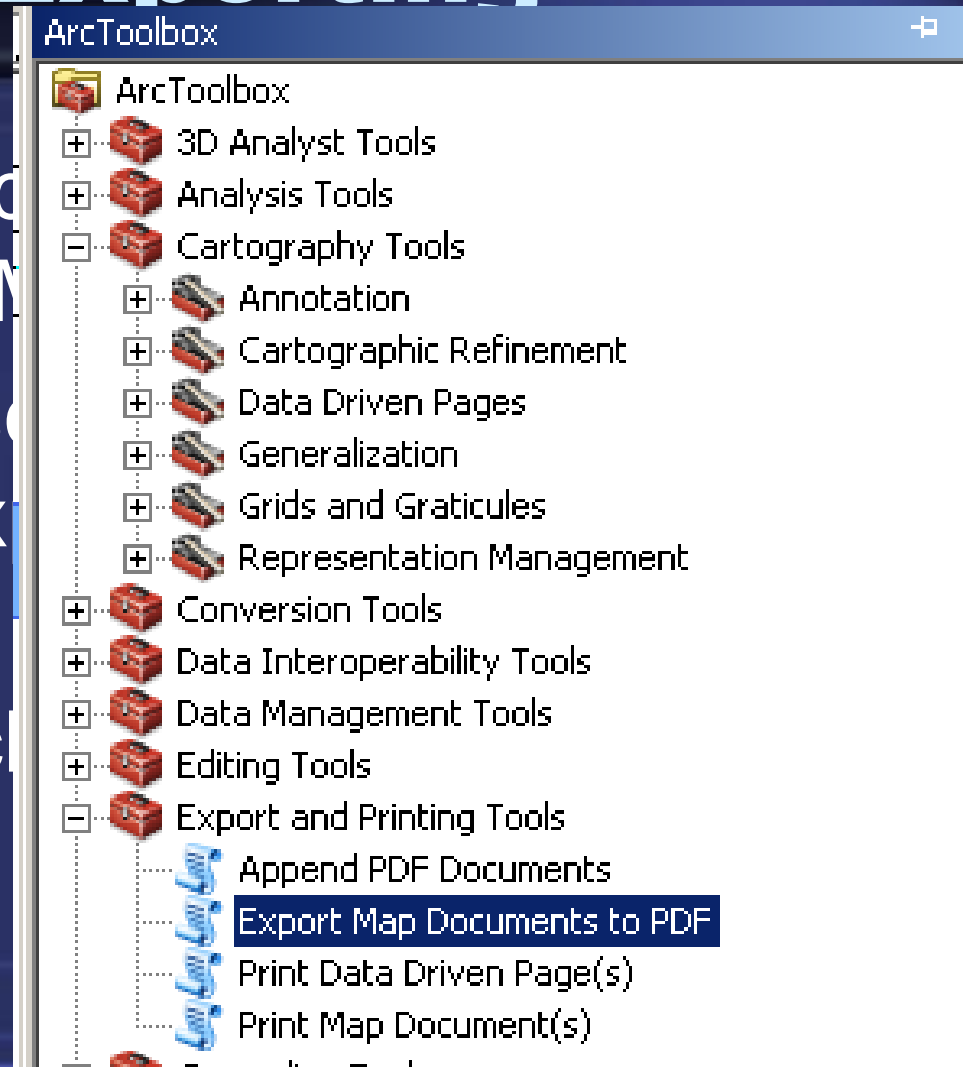 Exporting
ArcToolbox
ArcToolbox
3D Analyst Tools
Analysis Tools
Cartography Tools
Annotation
Cartographic Refinement
Data Driven Pages
Generalization
Grids and Graticules
Representation Management
Conversion Tools
Data Interoperability Tools
Data Management Tools
Editing Tools
Export and Printing Tools
Append PDF Documents
Export Map Documents to PDF
Print Data Driven Page(s)
Print Map Document(s)